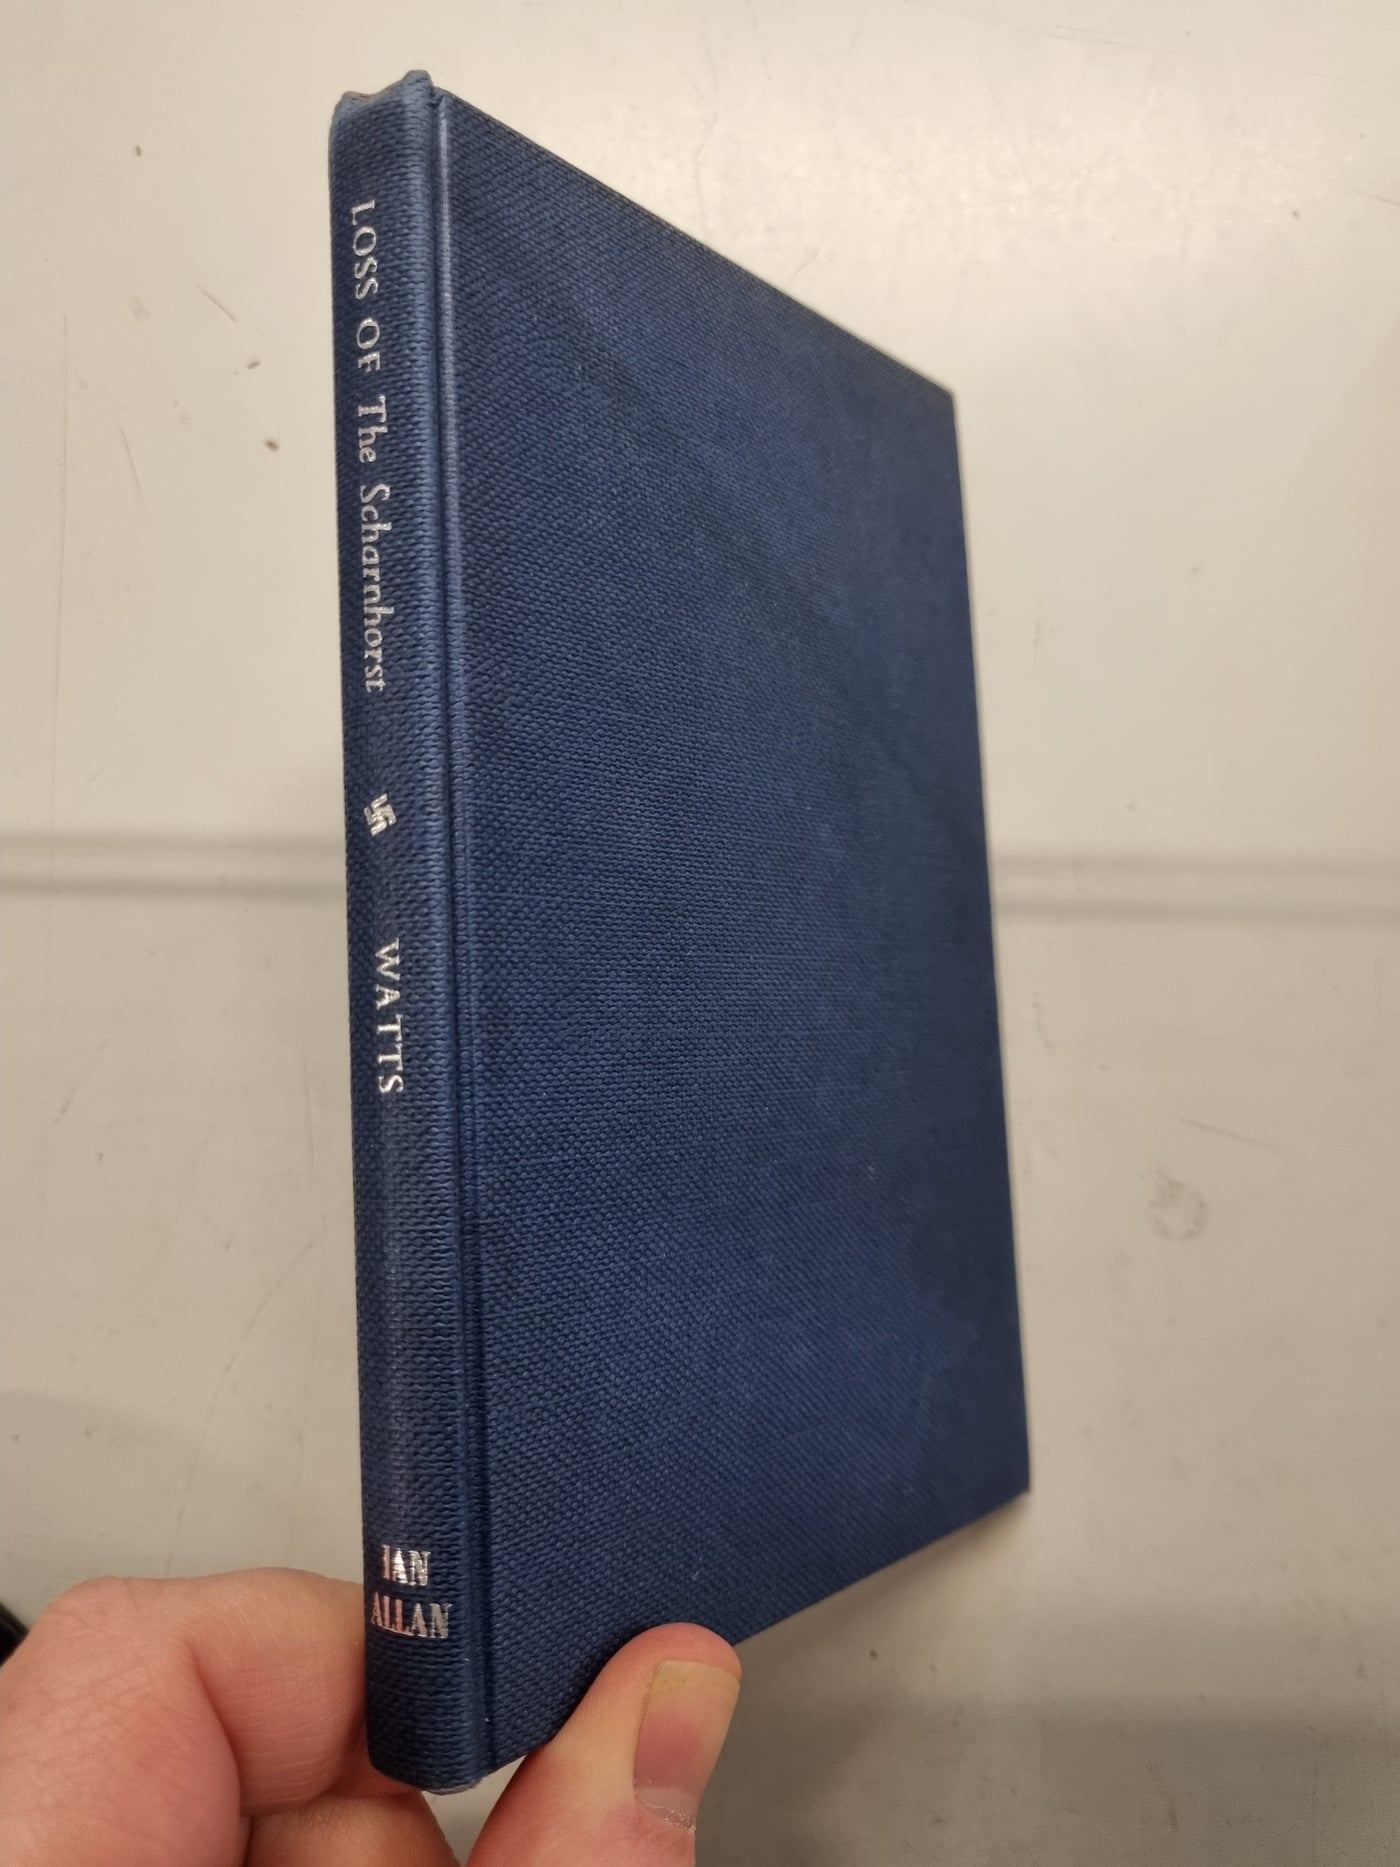 LOSS OF The Scharnhorst
WATTS
IAN
ALLAN